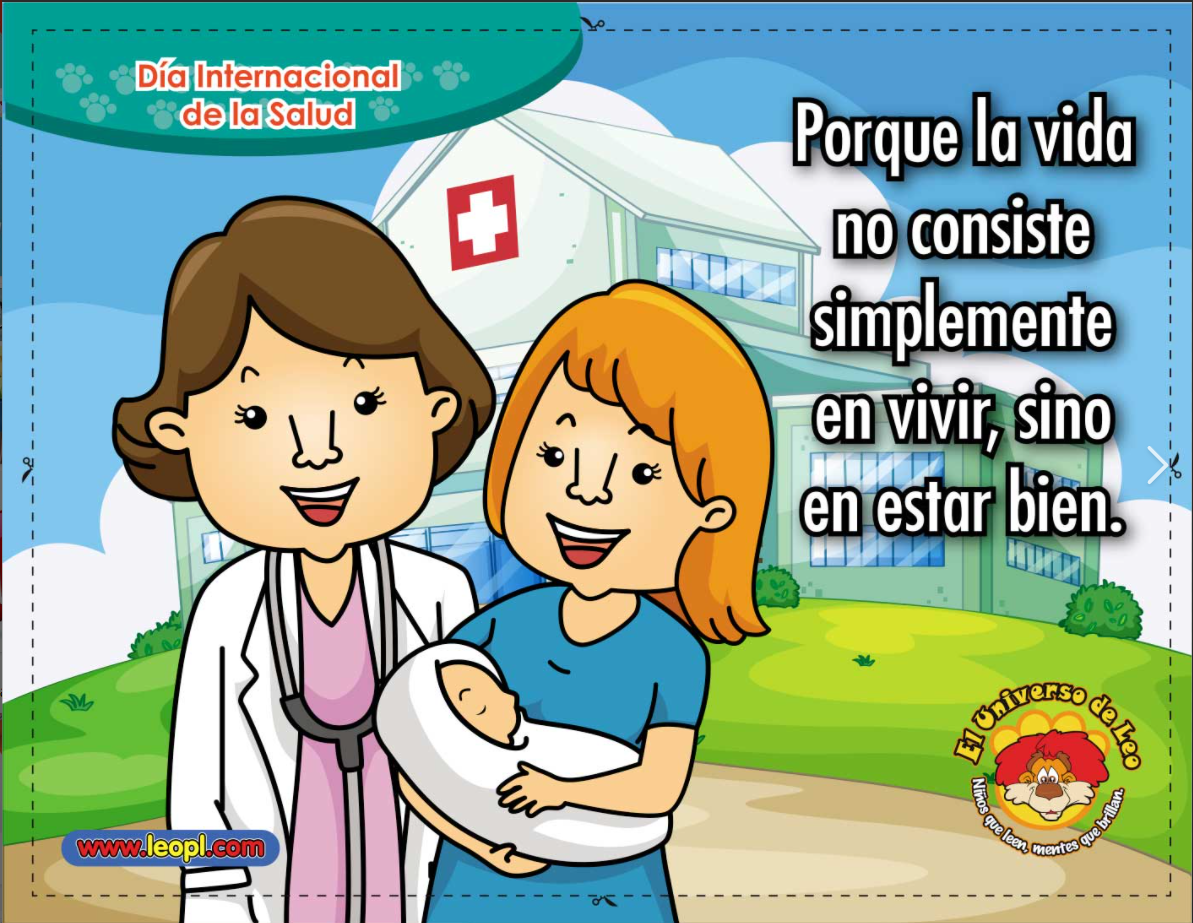 Día Internacional
de la Salud
Porque la vida
no consiste
simplemente
en vivir, sino
en estar bien.
El Universo de Leo
Niños que leen, mentes que brillan.
www.leopl.com